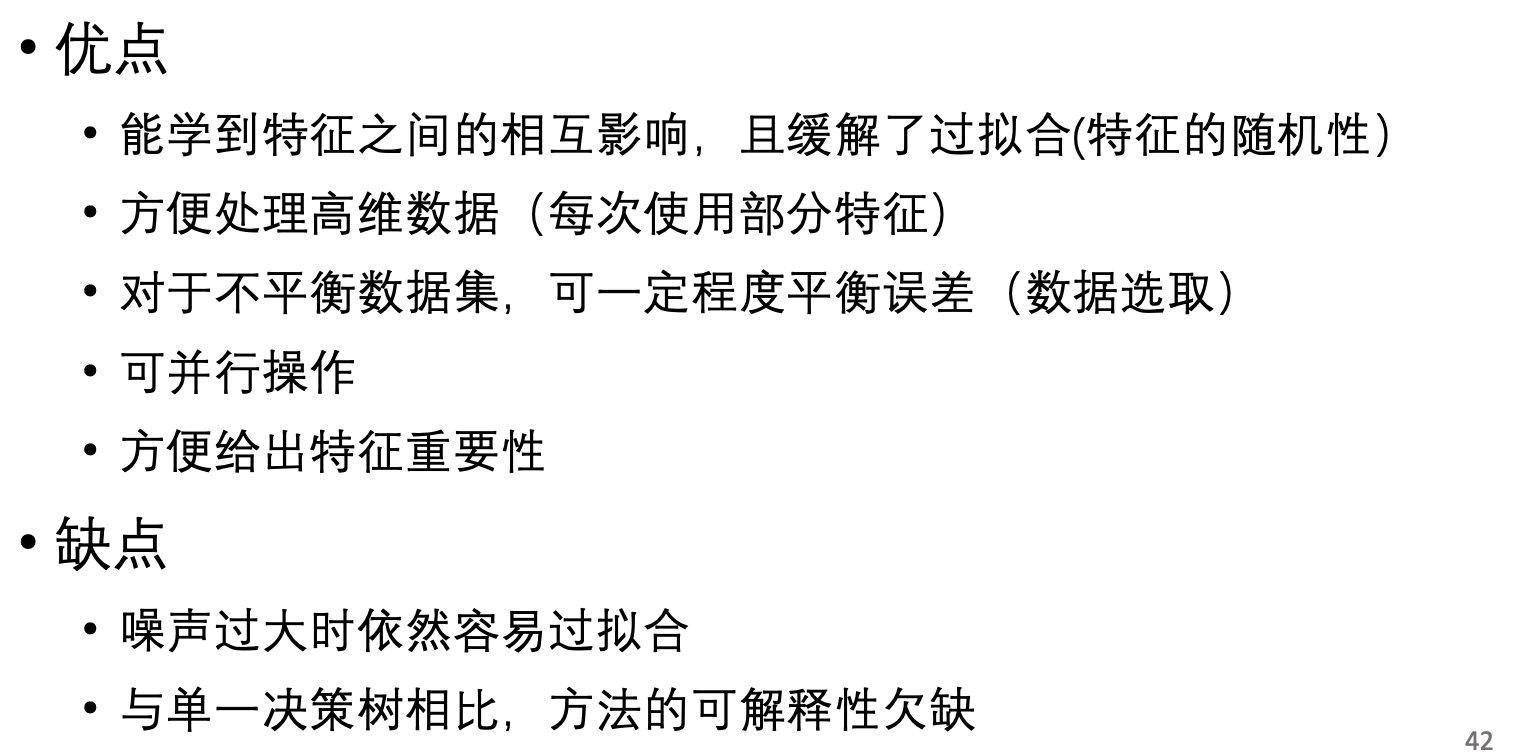 • 优点
• 能学到特征之间的相互影响，且缓解了过拟合(特征的随机性）
• 方便处理高维数据（每次使用部分特征）
• 对于不平衡数据集，可一定程度平衡误差（数据选取）
• 可并行操作
• 方便给出特征重要性
• 缺点
• 噪声过大时依然容易过拟合
• 与单一决策树相比，方法的可解释性欠缺
42